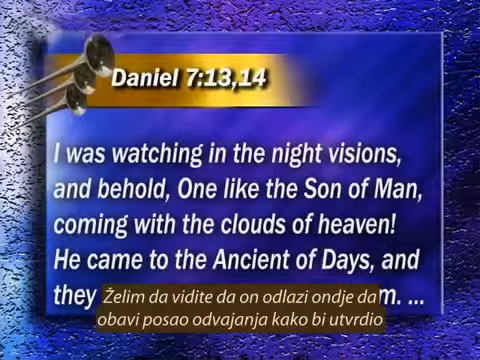 Daniel 7:13,14
I was watching in the night visions,
and behold, One like the Son of Man,
coming with the clouds of heaven!
He came to the Ancient of Days, and
they
Želim da vidite da on odlazi ondje da
obavi posao odvajanja kako bi utvrdio